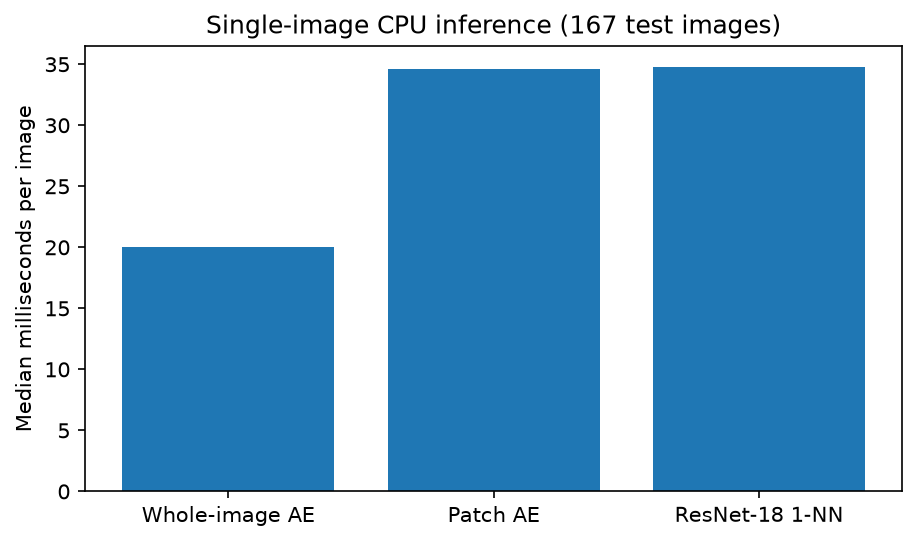 Single-image CPU inference (167 test images)
Median milliseconds per image
35
30
25
20
15
10
5
0
Whole-image AE
Patch AE
ResNet-18 1-NN